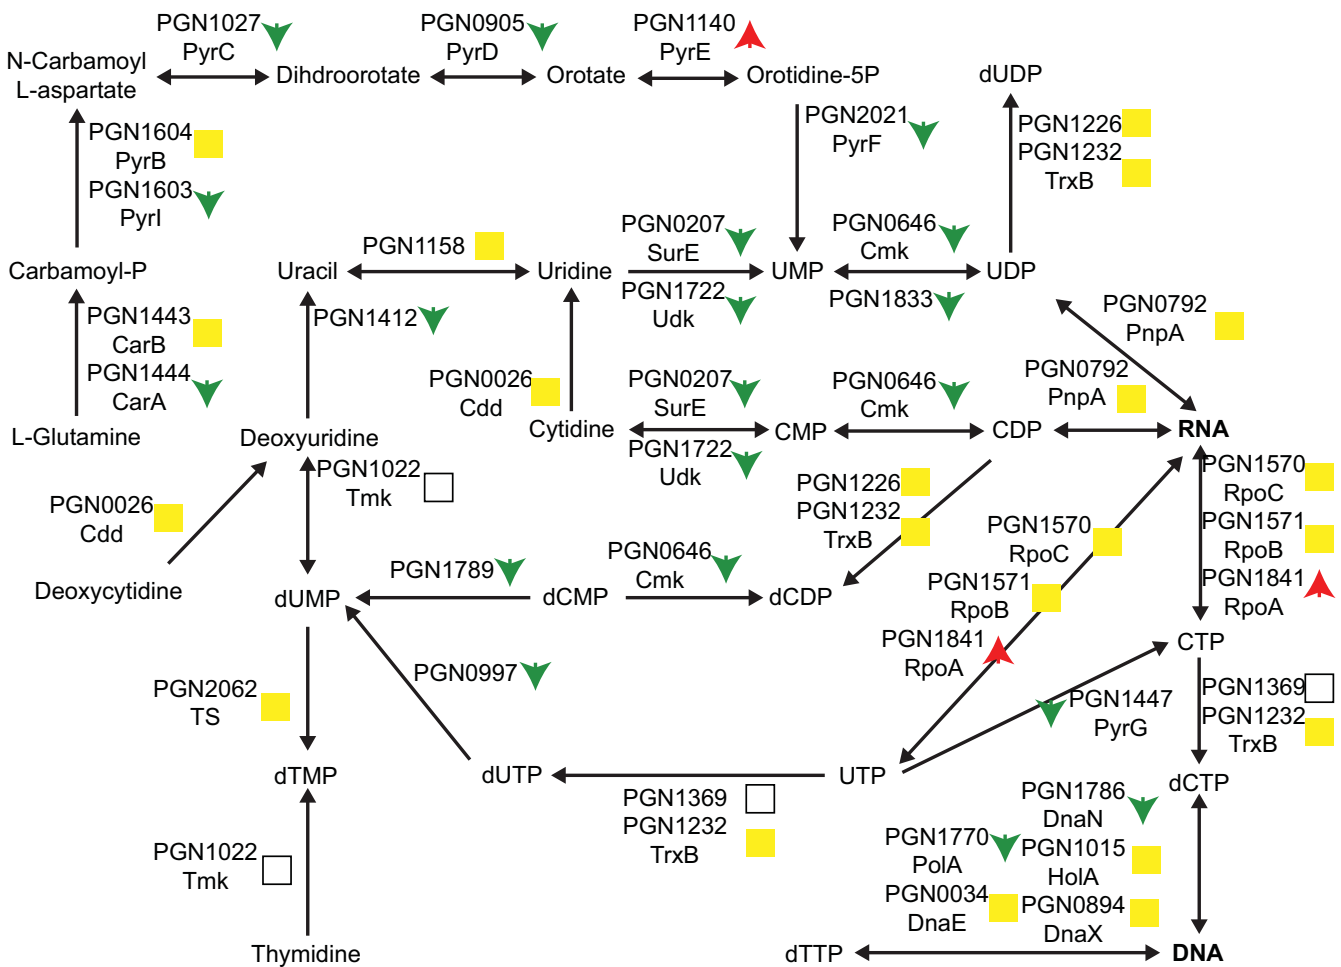 PGN1027
PyrC
PGN0905
PyrD
PGN1140
PyrE
N-Carbamoyl
L-aspartate
Dihdroorotate
Orotate
Orotidine-5P
dUDP
PGN1604
PyrB
PGN1603
PyrI
PGN2021
PyrF
PGN1226
PGN1232
TrxB
PGN1158
PGN0207
SurE
PGN0646
Cmk
Carbamoyl-P
Uracil
Uridine
UMP
UDP
PGN1722
Udk
PGN1833
PGN1443
CarB
PGN1444
CarA
PGN1412
PGN0792
PnpA
PGN0026
Cdd
PGN0207
SurE
PGN0646
Cmk
PGN0792
PnpA
L-Glutamine
Deoxyuridine
Cytidine
CMP
CDP
RNA
PGN1722
Udk
PGN1022
Tmk
PGN0026
Cdd
PGN1226
PGN1232
TrxB
PGN1570
RpoC
PGN1571
RpoB
PGN1841
RpoA
PGN1570
RpoC
PGN1571
RpoB
PGN1841
RpoA
Deoxycytidine
PGN1789
PGN0646
Cmk
dUMP
dCMP
dCDP
CTP
PGN0997
PGN2062
TS
PGN1447
PyrG
PGN1369
PGN1232
TrxB
dTMP
dUTP
UTP
dCTP
PGN1369
PGN1232
TrxB
PGN1786
DnaN
PGN1770
PolA
PGN1015
HolA
PGN0034
DnaE
PGN0894
DnaX
PGN1022
Tmk
Thymidine
dTTP
DNA